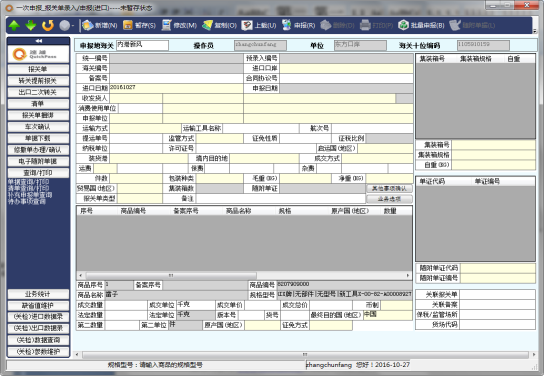 一次申报_报关单录入/申报(进口)----未暂存状态
新增(N) 暂存(S) 修改(M) 复制(O) 上载(U) 申报(R) 批量申报(B)
申报地海关 内港新风 操作员 zhangchunfang 单位 东方口岸 海关十位编码 1105910159
QuickPass
报关单
转关提前报关
出口二次转关
清单
报关单捆绑
车次确认
单据下载
修撤单办理/确认
电子随附单据
查询/打印
单据查询/打印
清单查询/打印
补充申报单查询
待办事项查询
业务统计
缺省值维护
(关检)进口数据录
(关检)出口数据录
(关检)数据查询
(关检)参数维护
统一编号 预录入编号
海关编号 进口口岸
备案号 合同协议号
进口日期 20161027 申报日期
收发货人
消费使用单位
申报单位
运输方式 运输工具名称 航次号
提运单号 监管方式 征免性质 征税比例
纳税单位 许可证号 启运国(地区)
装货港 境内目的地 成交方式
运费 保费 杂费
件数 包装种类 毛重(KG) 净重(KG)
贸易国(地区) 集装箱数 随附单证 其他事项确认
报关单类型 备注 业务选项
序号 商品编号 备案序号 商品名称 规格 原产国(地区) 数量
商品序号 1 备案序号 商品编号 8207909000
商品名称 凿子 规格型号
成交数量 成交单位 千克 成交单价 成交总价 币制
法定数量 法定单位 千克 版本号 货号 最终目的国(地区) 中国
第二数量 第二单位 件 原产国(地区) 征免方式
集装箱号 集装箱规格 自重
集装箱号
集装箱规格
自重(KG)
单证代码 单证编号
随附单证代码
随附单证编号
关联报关单
关联备案
保税/监管场所
货场代码
规格型号：请输入商品的规格型号 zhangchunfang 您好！2016-10-27